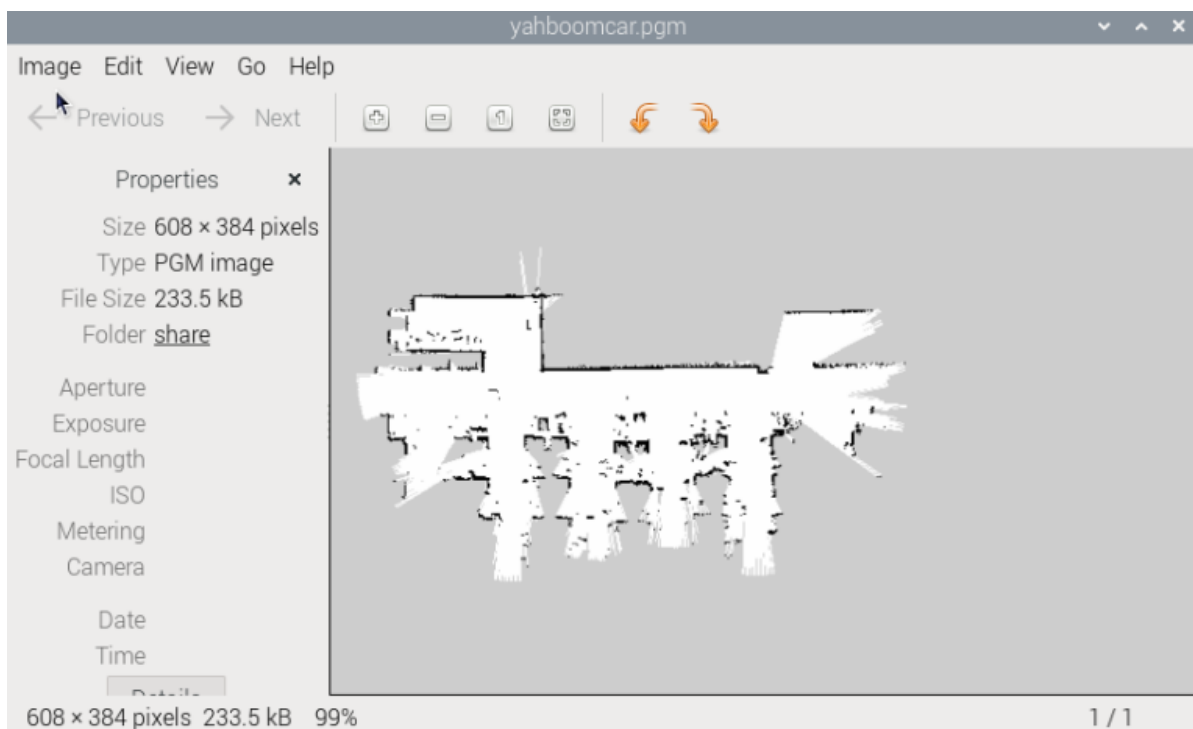 yahboomcar.pgm
Image Edit View Go Help
Previous Next
Properties
Size 608 × 384 pixels
Type PGM image
File Size 233.5 kB
Folder share
Aperture
Exposure
Focal Length
ISO
Metering
Camera
Date
Time
Details
608 × 384 pixels 233.5 kB 99% 1 / 1